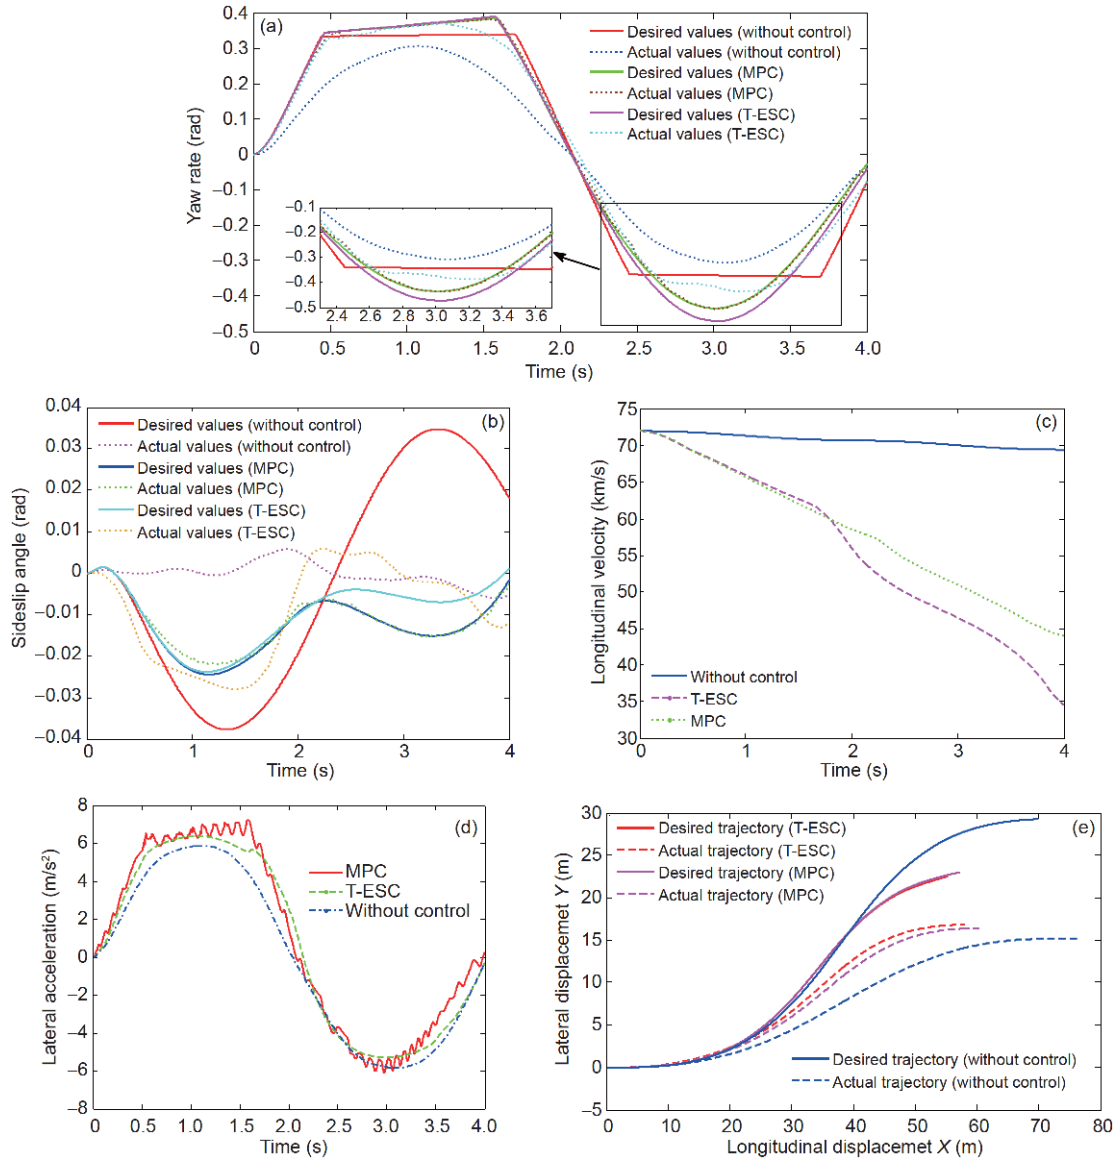 (a)
0.4
0.3
0.4
0.1
0
−0.1
−0.2
−0.3
−0.4
−0.5
Yaw rate (rad)
Desired values (without control)
Actual values (without control)
Desired values (MPC)
Actual values (MPC)
Desired values (T-ESC)
Actual values (T-ESC)
−0.1
−0.2
−0.3
−0.4
−0.5
2.4 2.6 2.8 3.0 3.2 3.4 3.6
0 0.5 1.0 1.5 2.0 2.5 3.0 3.5 4.0
Time (s)
(b)
0.04
0.03
0.02
0.01
0
−0.01
−0.02
−0.03
−0.04
Sideslip angle (rad)
Desired values (without control)
Actual values (without control)
Desired values (MPC)
Actual values (MPC)
Desired values (T-ESC)
Actual values (T-ESC)
0 1 2 3 4
Time (s)
(c)
75
70
65
60
55
50
45
40
35
30
Longitudinal velocity (km/s)
Without control
T-ESC
MPC
0 1 2 3 4
Time (s)
(d)
8
6
4
2
0
−2
−4
−6
−8
Lateral acceleration (m/s²)
MPC
T-ESC
Without control
0 0.5 1.0 1.5 2.0 2.5 3.0 3.5 4.0
Time (s)
(e)
30
25
20
15
10
5
0
−5
Lateral displacemet Y (m)
Desired trajectory (T-ESC)
Actual trajectory (T-ESC)
Desired trajectory (MPC)
Actual trajectory (MPC)
Desired trajectory (without control)
Actual trajectory (without control)
0 10 20 30 40 50 60 70 80
Longitudinal displacemet X (m)